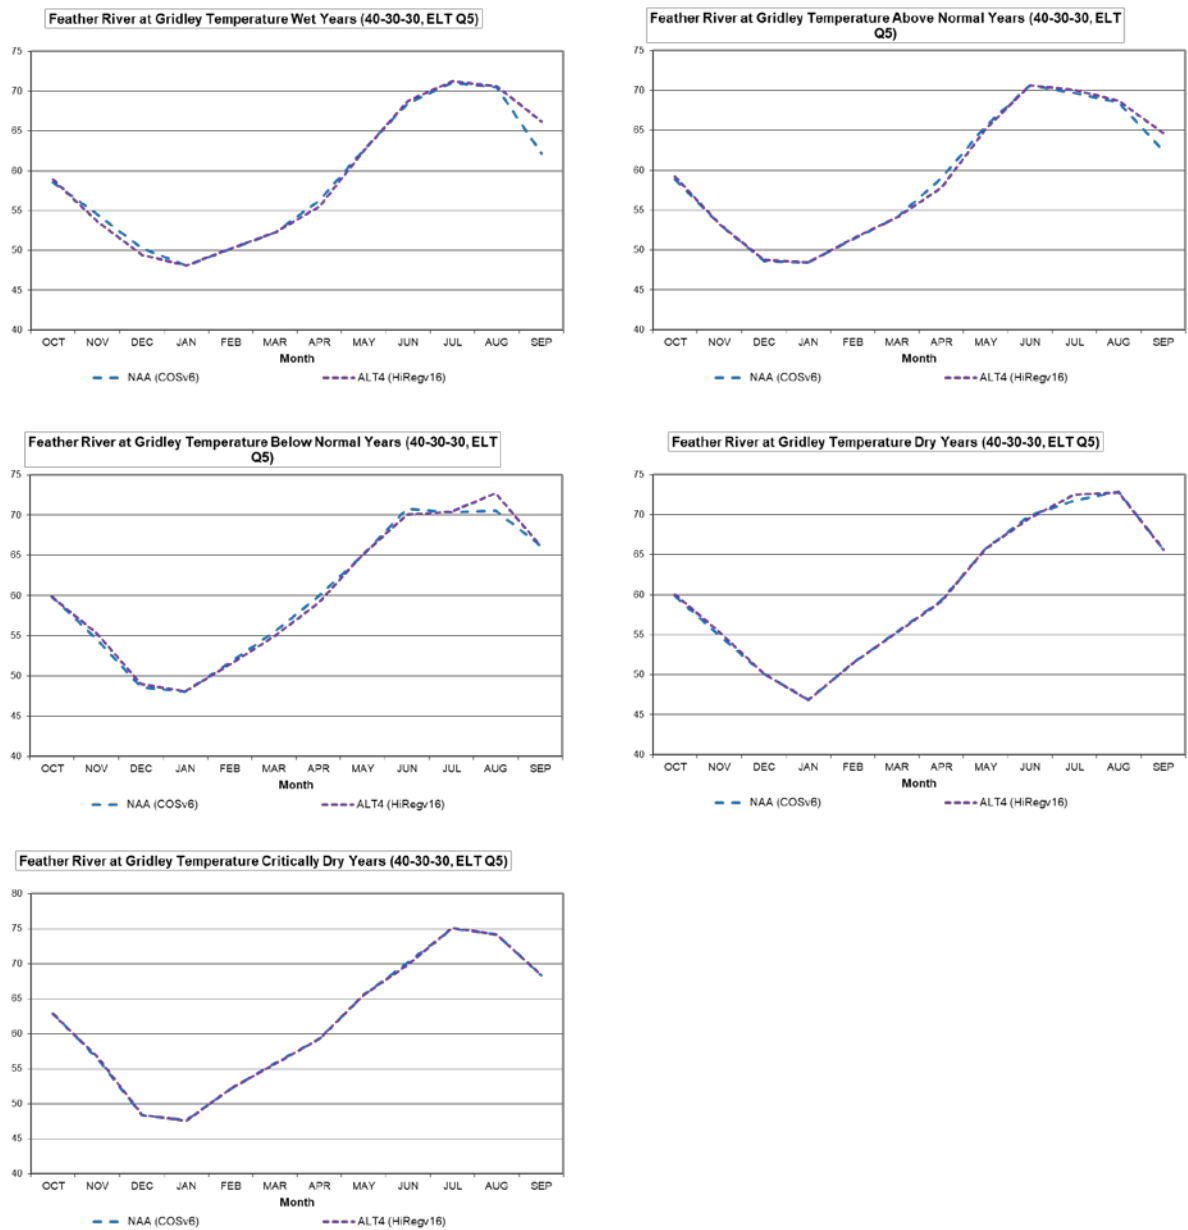 Feather River at Gridley Temperature Wet Years (40-30-30, ELT Q5)
75
70
65
60
55
50
45
40
OCT NOV DEC JAN FEB MAR APR MAY JUN JUL AUG SEP
Month
NAA (COSv6) ALT4 (HiRegv16)
Feather River at Gridley Temperature Above Normal Years (40-30-30, ELT
Q5)
75
70
65
60
55
50
45
40
OCT NOV DEC JAN FEB MAR APR MAY JUN JUL AUG SEP
Month
NAA (COSv6) ALT4 (HiRegv16)
Feather River at Gridley Temperature Below Normal Years (40-30-30, ELT
Q5)
75
70
65
60
55
50
45
40
OCT NOV DEC JAN FEB MAR APR MAY JUN JUL AUG SEP
Month
NAA (COSv6) ALT4 (HiRegv16)
Feather River at Gridley Temperature Dry Years (40-30-30, ELT Q5)
75
70
65
60
55
50
45
40
OCT NOV DEC JAN FEB MAR APR MAY JUN JUL AUG SEP
Month
NAA (COSv6) ALT4 (HiRegv16)
Feather River at Gridley Temperature Critically Dry Years (40-30-30, ELT Q5)
80
75
70
65
60
55
50
45
40
OCT NOV DEC JAN FEB MAR APR MAY JUN JUL AUG SEP
Month
NAA (COSv6) ALT4 (HiRegv16)